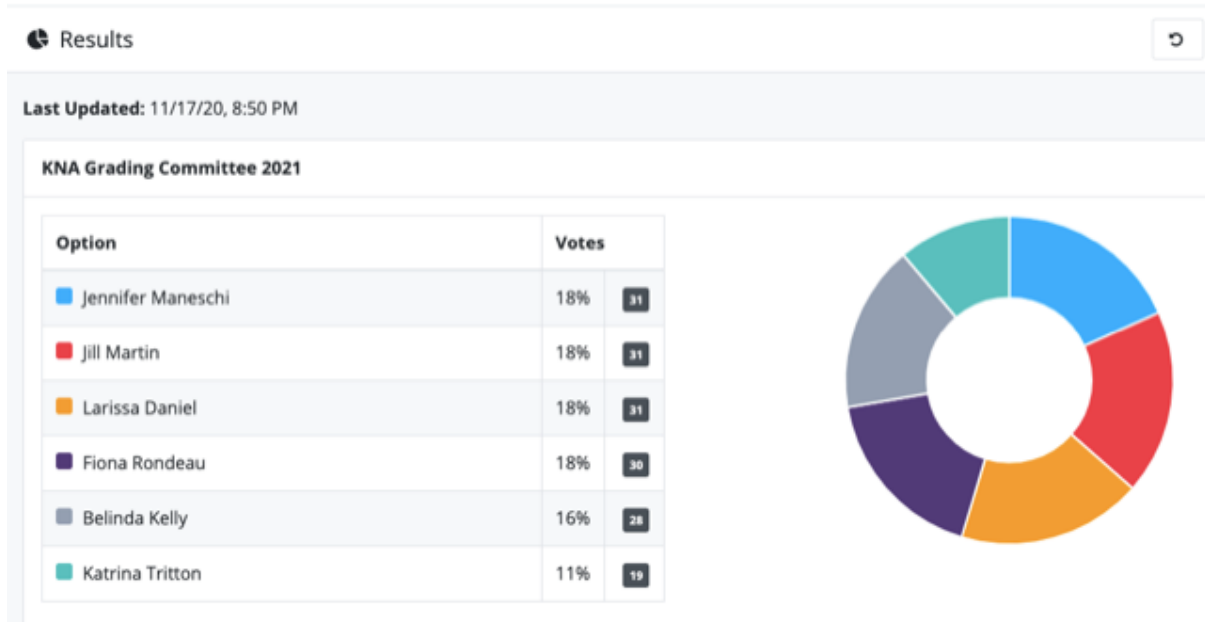 Results
Last Updated: 11/17/20, 8:50 PM
KNA Grading Committee 2021
Option Votes
Jennifer Maneschi 18% 31
Jill Martin 18% 31
Larissa Daniel 18% 31
Fiona Rondeau 18% 30
Belinda Kelly 16% 28
Katrina Tritton 11% 19